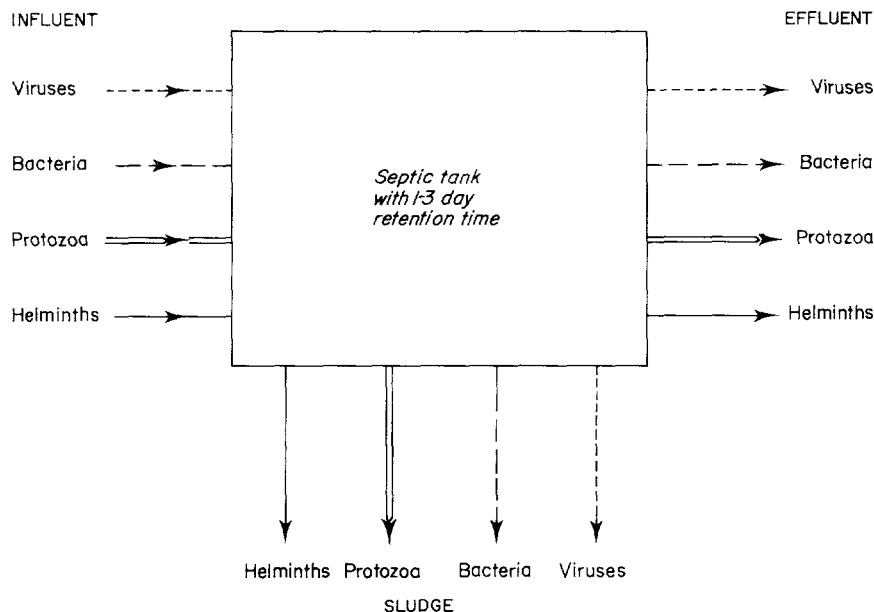 INFLUENT
EFFLUENT
Viruses
Viruses
Bacteria
Bacteria
Septic tank
with 1-3 day
retention time
Protozoa
Protozoa
Helminths
Helminths
Helminths Protozoa Bacteria Viruses
SLUDGE